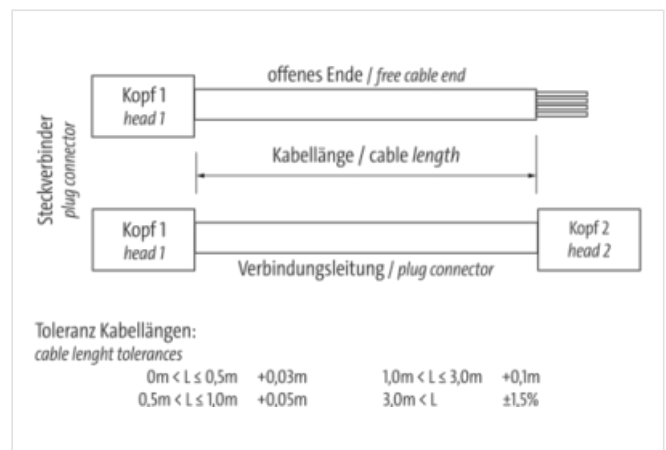 offenes Ende / free cable end
Kopf 1
head 1
Steckverbinder
plug connector
Kabellänge / cable length
Kopf 1
head 1
Kopf 2
head 2
Verbindungsleitung / plug connector
Toleranz Kabellängen:
cable lenght tolerances
0m < L ≤ 0,5m +0,03m 1,0m < L ≤ 3,0m +0,1m
0,5m < L ≤ 1,0m +0,05m 3,0m < L ±1,5%